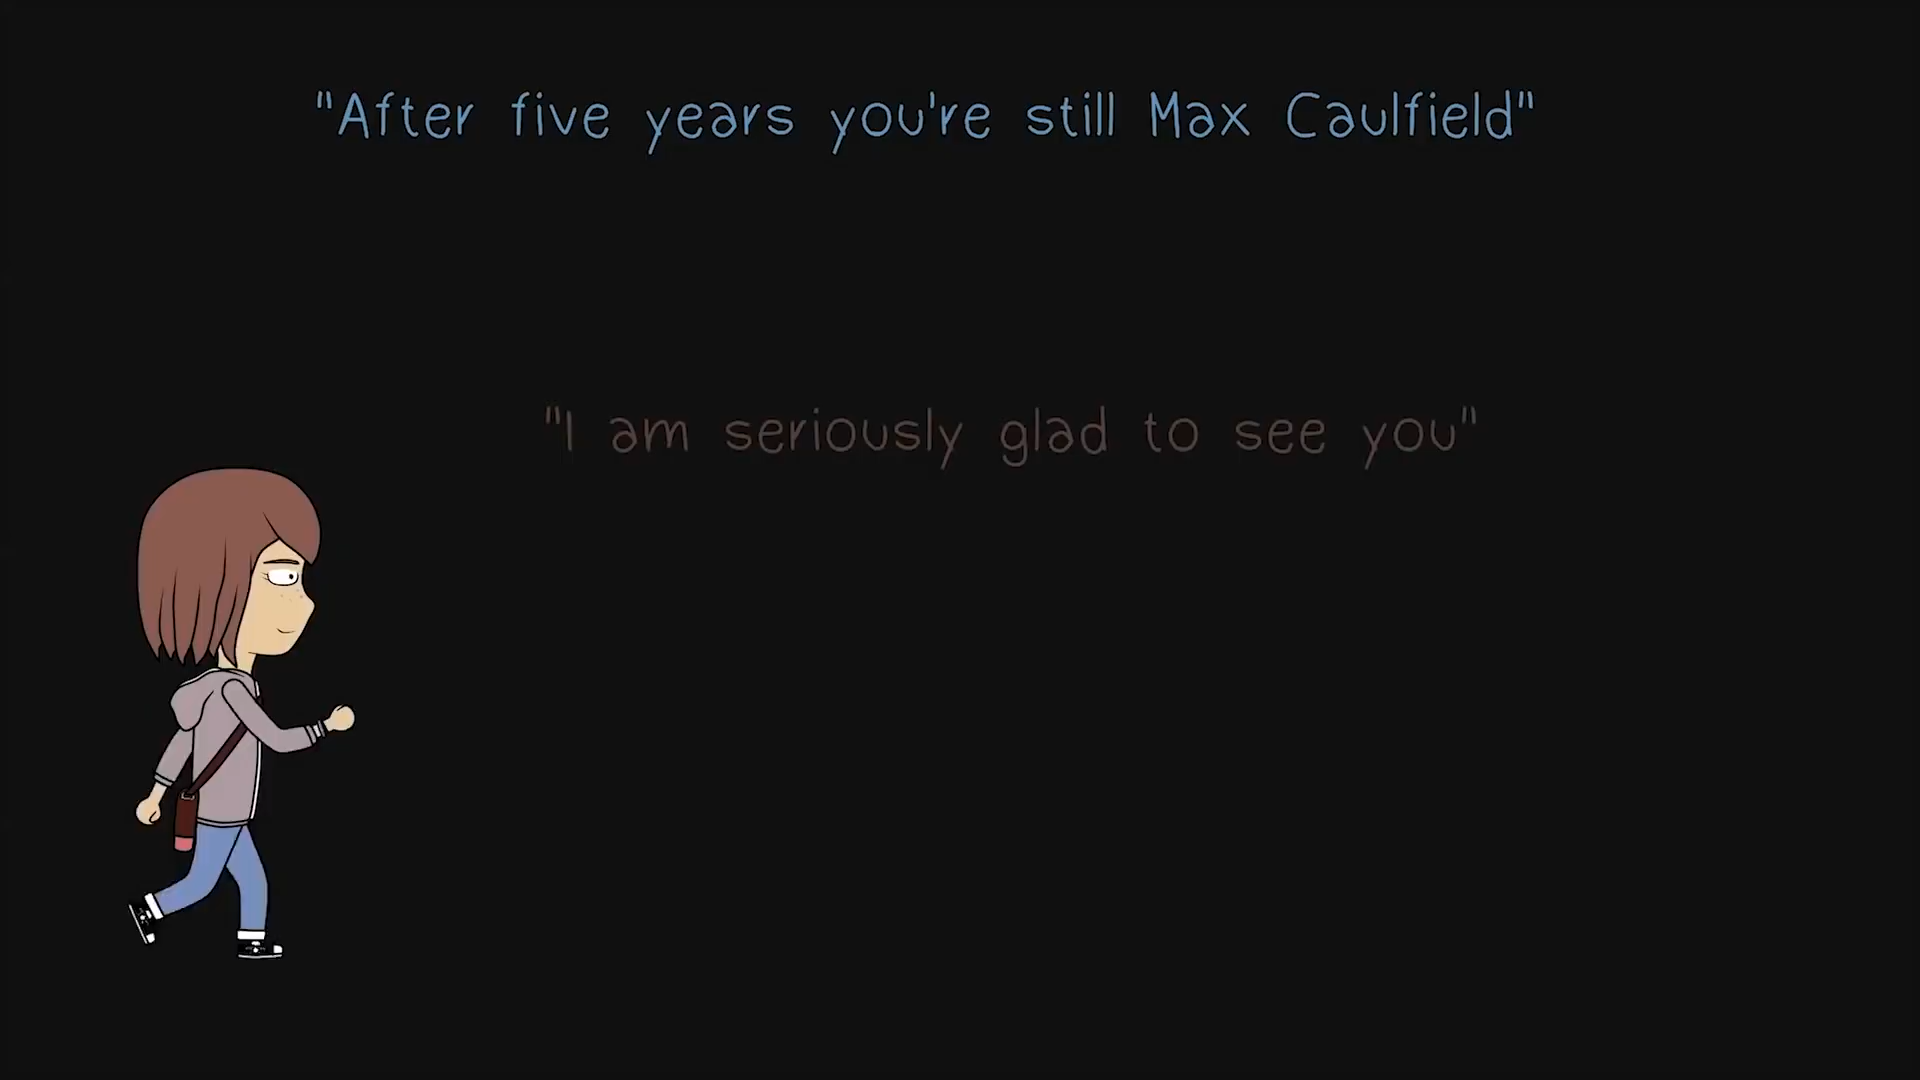 "After five years you're still Max Caulfield"
"I am seriously glad to see you"